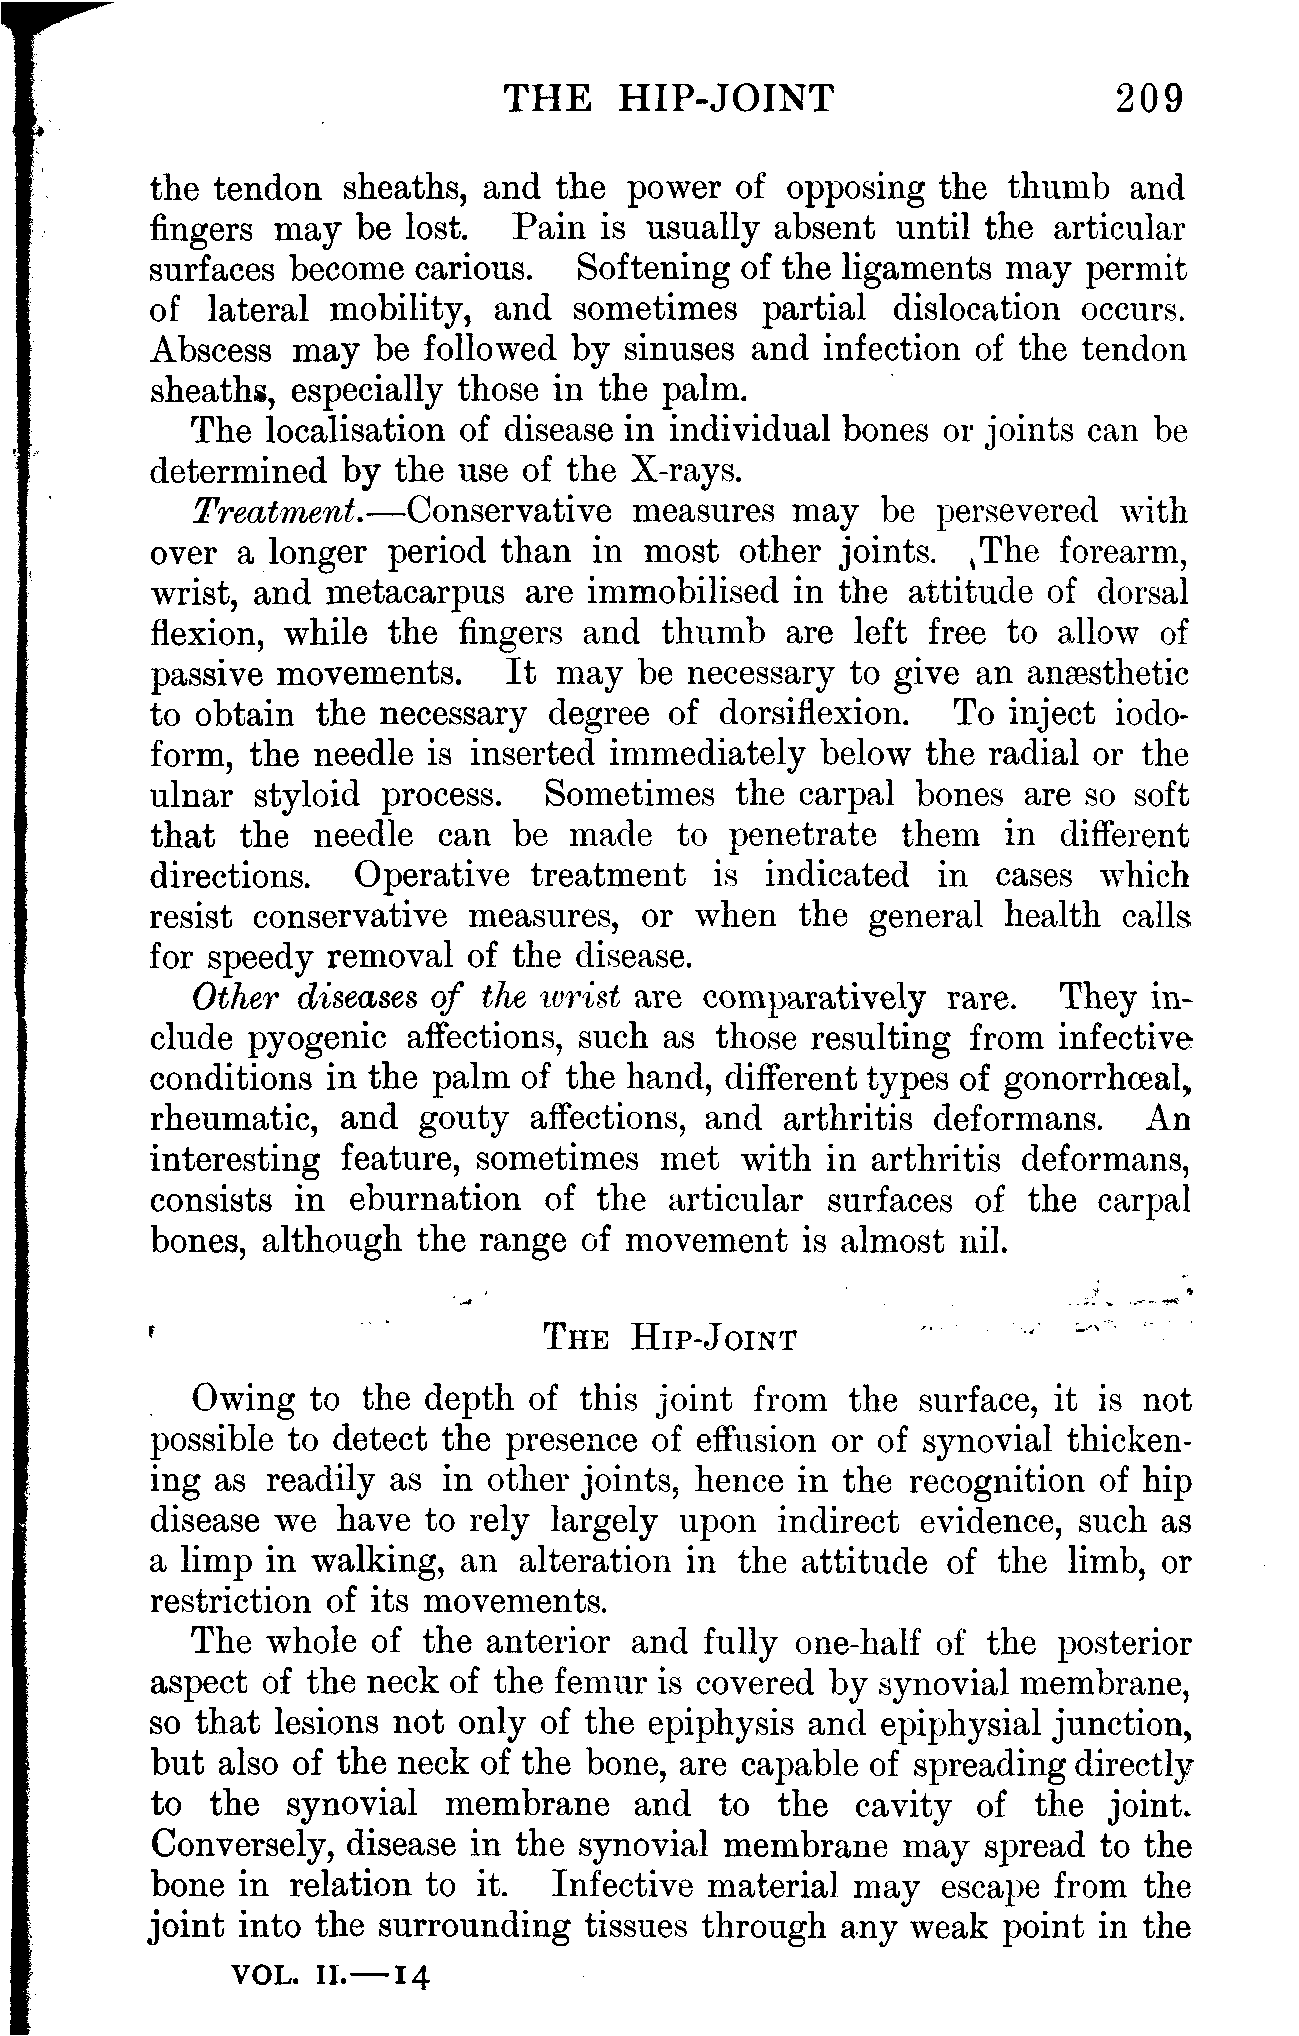 THE HIP-JOINT 209
the tendon sheaths, and the power of opposing the thumb and
fingers may be lost. Pain is usually absent until the articular
surfaces become carious. Softening of the ligaments may permit
of lateral mobility, and sometimes partial dislocation occurs.
Abscess may be followed by sinuses and infection of the tendon
sheaths, especially those in the palm.
The localisation of disease in individual bones or joints can be
determined by the use of the X-rays.
Treatment.—Conservative measures may be persevered with
over a longer period than in most other joints. The forearm,
wrist, and metacarpus are immobilised in the attitude of dorsal
flexion, while the fingers and thumb are left free to allow of
passive movements. It may be necessary to give an anæsthetic
to obtain the necessary degree of dorsiflexion. To inject iodo-
form, the needle is inserted immediately below the radial or the
ulnar styloid process. Sometimes the carpal bones are so soft
that the needle can be made to penetrate them in different
directions. Operative treatment is indicated in cases which
resist conservative measures, or when the general health calls
for speedy removal of the disease.
Other diseases of the wrist are comparatively rare. They in-
clude pyogenic affections, such as those resulting from infective
conditions in the palm of the hand, different types of gonorrhœal,
rheumatic, and gouty affections, and arthritis deformans. An
interesting feature, sometimes met with in arthritis deformans,
consists in eburnation of the articular surfaces of the carpal
bones, although the range of movement is almost nil.
THE HIP-JOINT
Owing to the depth of this joint from the surface, it is not
possible to detect the presence of effusion or of synovial thicken-
ing as readily as in other joints, hence in the recognition of hip
disease we have to rely largely upon indirect evidence, such as
a limp in walking, an alteration in the attitude of the limb, or
restriction of its movements.
The whole of the anterior and fully one-half of the posterior
aspect of the neck of the femur is covered by synovial membrane,
so that lesions not only of the epiphysis and epiphysial junction,
but also of the neck of the bone, are capable of spreading directly
to the synovial membrane and to the cavity of the joint.
Conversely, disease in the synovial membrane may spread to the
bone in relation to it. Infective material may escape from the
joint into the surrounding tissues through any weak point in the
VOL. II.—14